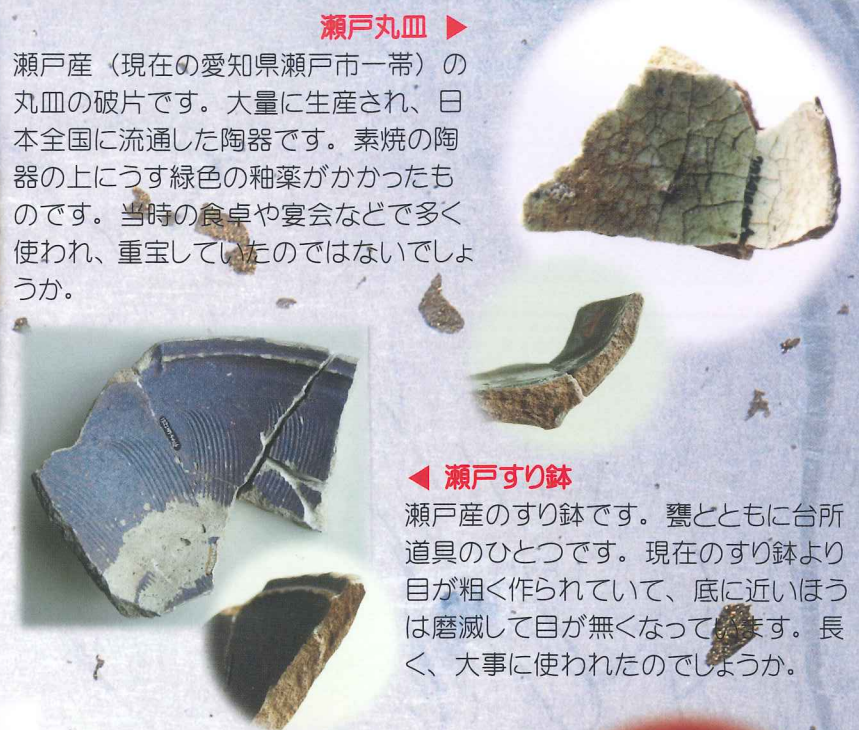 瀬戸丸皿 ▶
瀬戸産（現在の愛知県瀬戸市一帯）の
丸皿の破片です。大量に生産され、日
本全国に流通した陶器です。素焼の陶
器の上にうす緑色の釉薬がかかったも
のです。当時の食卓や宴会などで多く
使われ、重宝していたのではないでしょ
うか。
◀ 瀬戸すり鉢
瀬戸産のすり鉢です。甕とともに台所
道具のひとつです。現在のすり鉢より
目が粗く作られていて、底に近いほう
は磨滅して目が無くなっています。長
く、大事に使われたのでしょうか。